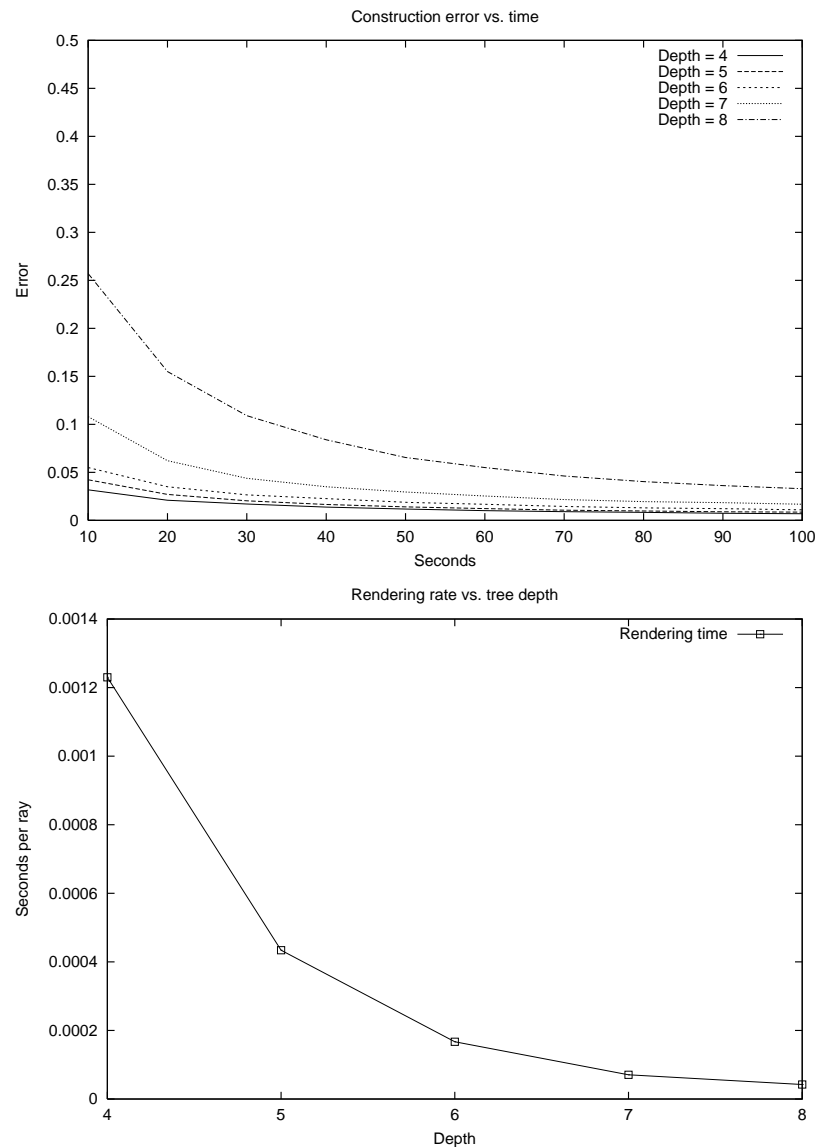 Construction error vs. time
0.5
0.45
0.4
0.35
0.3
0.25
0.2
0.15
0.1
0.05
0
Error
Depth = 4
Depth = 5
Depth = 6
Depth = 7
Depth = 8
10 20 30 40 50 60 70 80 90 100
Seconds
Rendering rate vs. tree depth
0.0014
0.0012
0.001
0.0008
0.0006
0.0004
0.0002
0
Seconds per ray
Rendering time
4 5 6 7 8
Depth